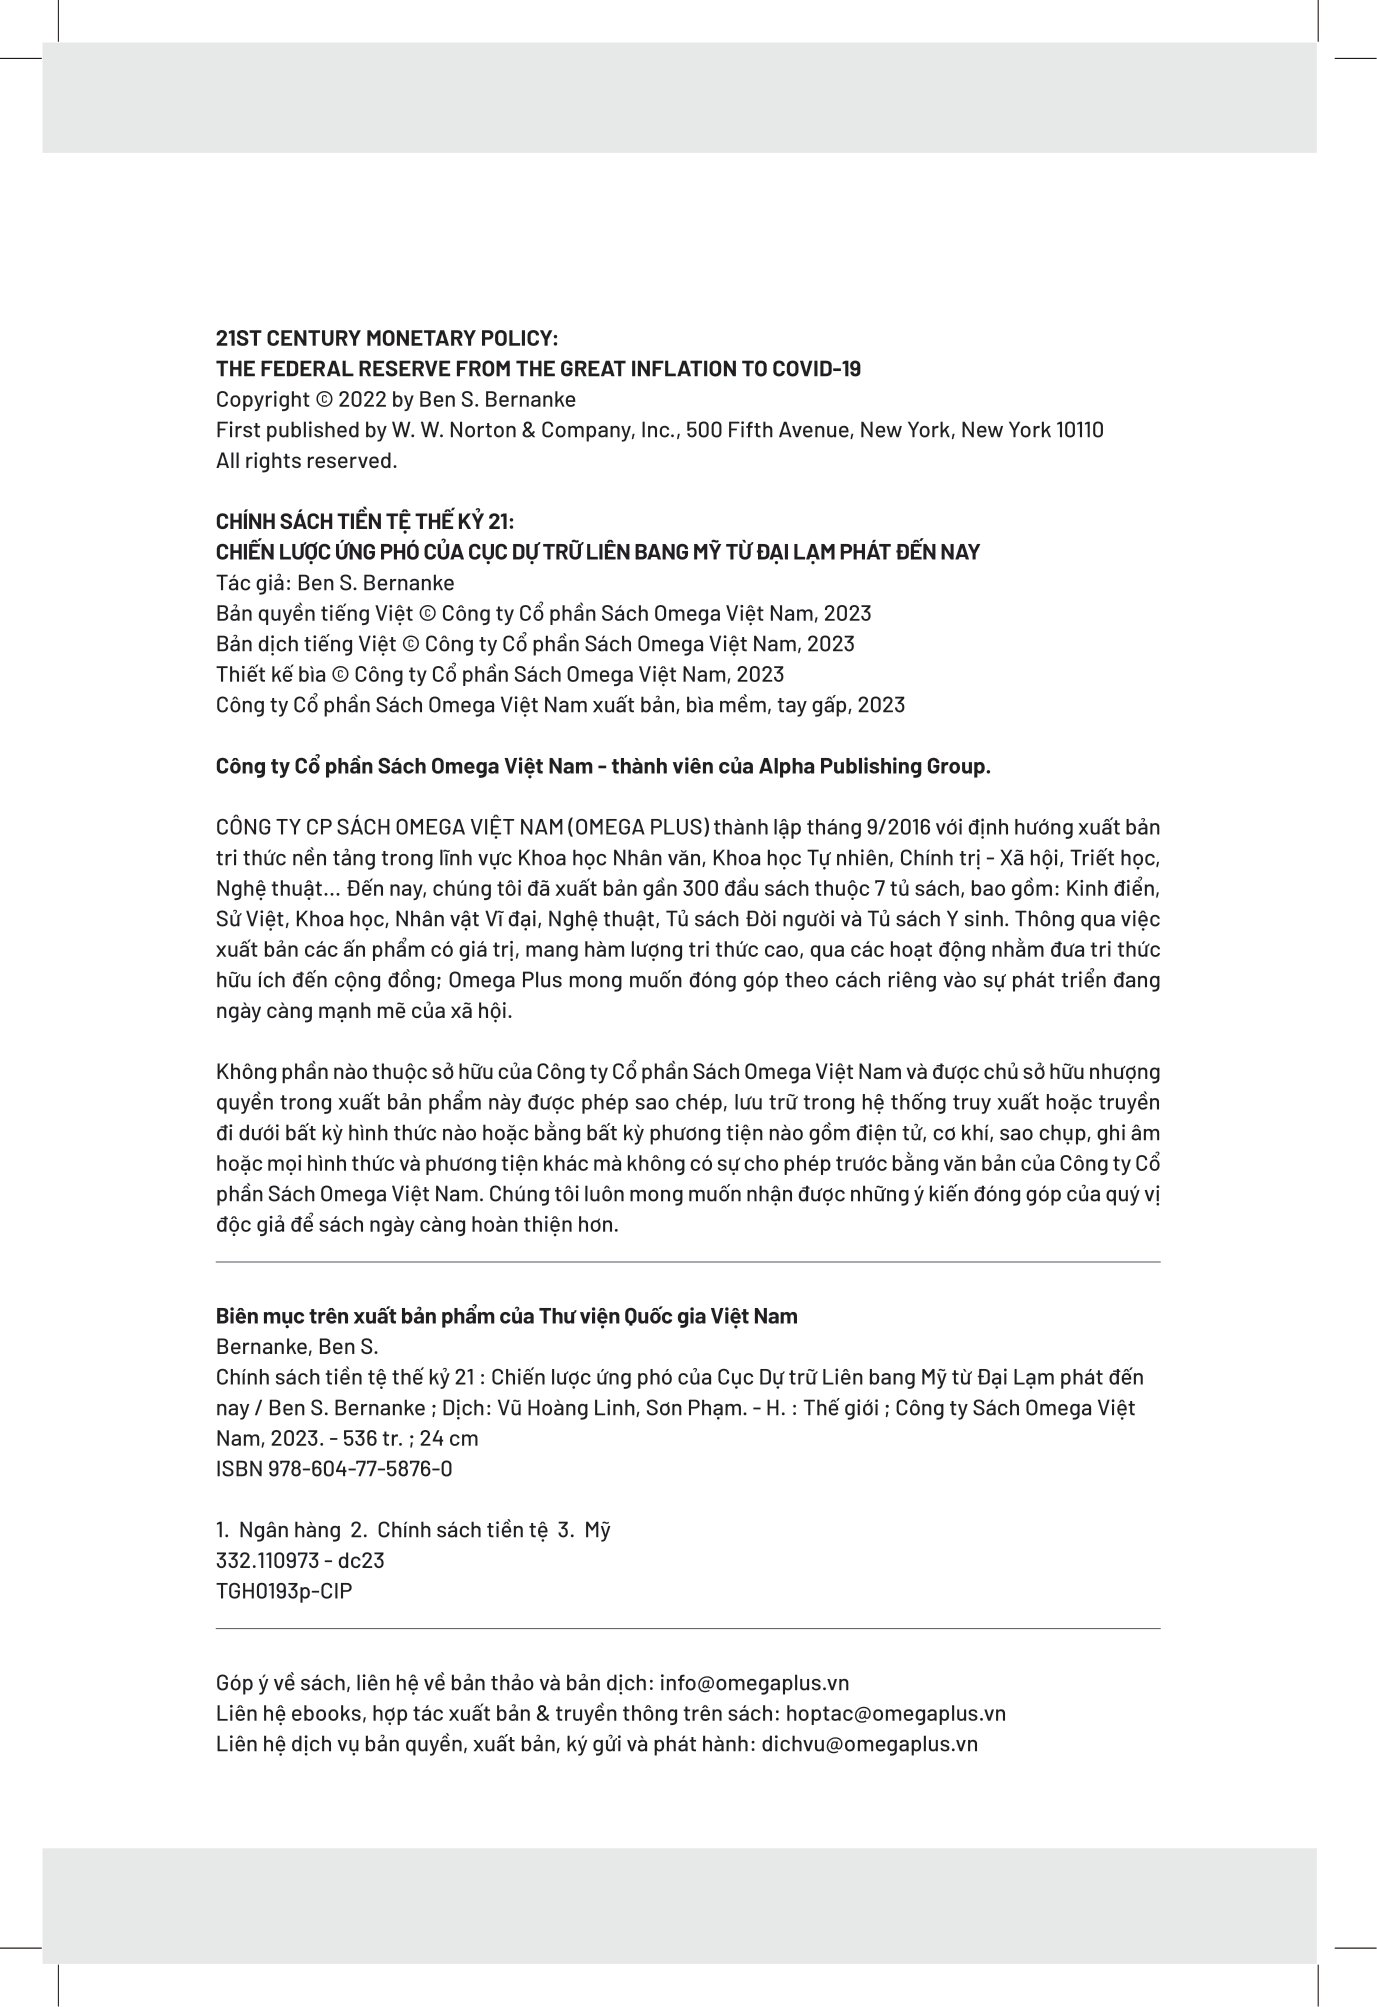 21ST CENTURY MONETARY POLICY:
THE FEDERAL RESERVE FROM THE GREAT INFLATION TO COVID-19
Copyright © 2022 by Ben S. Bernanke
First published by W. W. Norton & Company, Inc., 500 Fifth Avenue, New York, New York 10110
All rights reserved.
CHÍNH SÁCH TIỀN TỆ THẾ KỶ 21:
CHIẾN LƯỢC ỨNG PHÓ CỦA CỤC DỰ TRỮ LIÊN BANG MỸ TỪ ĐẠI LẠM PHÁT ĐẾN NAY
Tác giả: Ben S. Bernanke
Bản quyền tiếng Việt © Công ty Cổ phần Sách Omega Việt Nam, 2023
Bản dịch tiếng Việt © Công ty Cổ phần Sách Omega Việt Nam, 2023
Thiết kế bìa © Công ty Cổ phần Sách Omega Việt Nam, 2023
Công ty Cổ phần Sách Omega Việt Nam xuất bản, bìa mềm, tay gấp, 2023
Công ty Cổ phần Sách Omega Việt Nam - thành viên của Alpha Publishing Group.
CÔNG TY CP SÁCH OMEGA VIỆT NAM (OMEGA PLUS) thành lập tháng 9/2016 với định hướng xuất bản
tri thức nền tảng trong lĩnh vực Khoa học Nhân văn, Khoa học Tự nhiên, Chính trị - Xã hội, Triết học,
Nghệ thuật... Đến nay, chúng tôi đã xuất bản gần 300 đầu sách thuộc 7 tủ sách, bao gồm: Kinh điển,
Sử Việt, Khoa học, Nhân vật Vĩ đại, Nghệ thuật, Tủ sách Đời người và Tủ sách Y sinh. Thông qua việc
xuất bản các ấn phẩm có giá trị, mang hàm lượng tri thức cao, qua các hoạt động nhằm đưa tri thức
hữu ích đến cộng đồng; Omega Plus mong muốn đóng góp theo cách riêng vào sự phát triển đang
ngày càng mạnh mẽ của xã hội.
Không phần nào thuộc sở hữu của Công ty Cổ phần Sách Omega Việt Nam và được chủ sở hữu nhượng
quyền trong xuất bản phẩm này được phép sao chép, lưu trữ trong hệ thống truy xuất hoặc truyền
đi dưới bất kỳ hình thức nào hoặc bằng bất kỳ phương tiện nào gồm điện tử, cơ khí, sao chụp, ghi âm
hoặc mọi hình thức và phương tiện khác mà không có sự cho phép trước bằng văn bản của Công ty Cổ
phần Sách Omega Việt Nam. Chúng tôi luôn mong muốn nhận được những ý kiến đóng góp của quý vị
độc giả để sách ngày càng hoàn thiện hơn.
Biên mục trên xuất bản phẩm của Thư viện Quốc gia Việt Nam
Bernanke, Ben S.
Chính sách tiền tệ thế kỷ 21 : Chiến lược ứng phó của Cục Dự trữ Liên bang Mỹ từ Đại Lạm phát đến
nay / Ben S. Bernanke ; Dịch: Vũ Hoàng Linh, Sơn Phạm. - H. : Thế giới ; Công ty Sách Omega Việt
Nam, 2023. - 536 tr. ; 24 cm
ISBN 978-604-77-5876-0
1. Ngân hàng 2. Chính sách tiền tệ 3. Mỹ
332.110973 - dc23
TGH0193p-CIP
Góp ý về sách, liên hệ về bản thảo và bản dịch: info@omegaplus.vn
Liên hệ ebooks, hợp tác xuất bản & truyền thông trên sách: hoptac@omegaplus.vn
Liên hệ dịch vụ bản quyền, xuất bản, ký gửi và phát hành: dichvu@omegaplus.vn